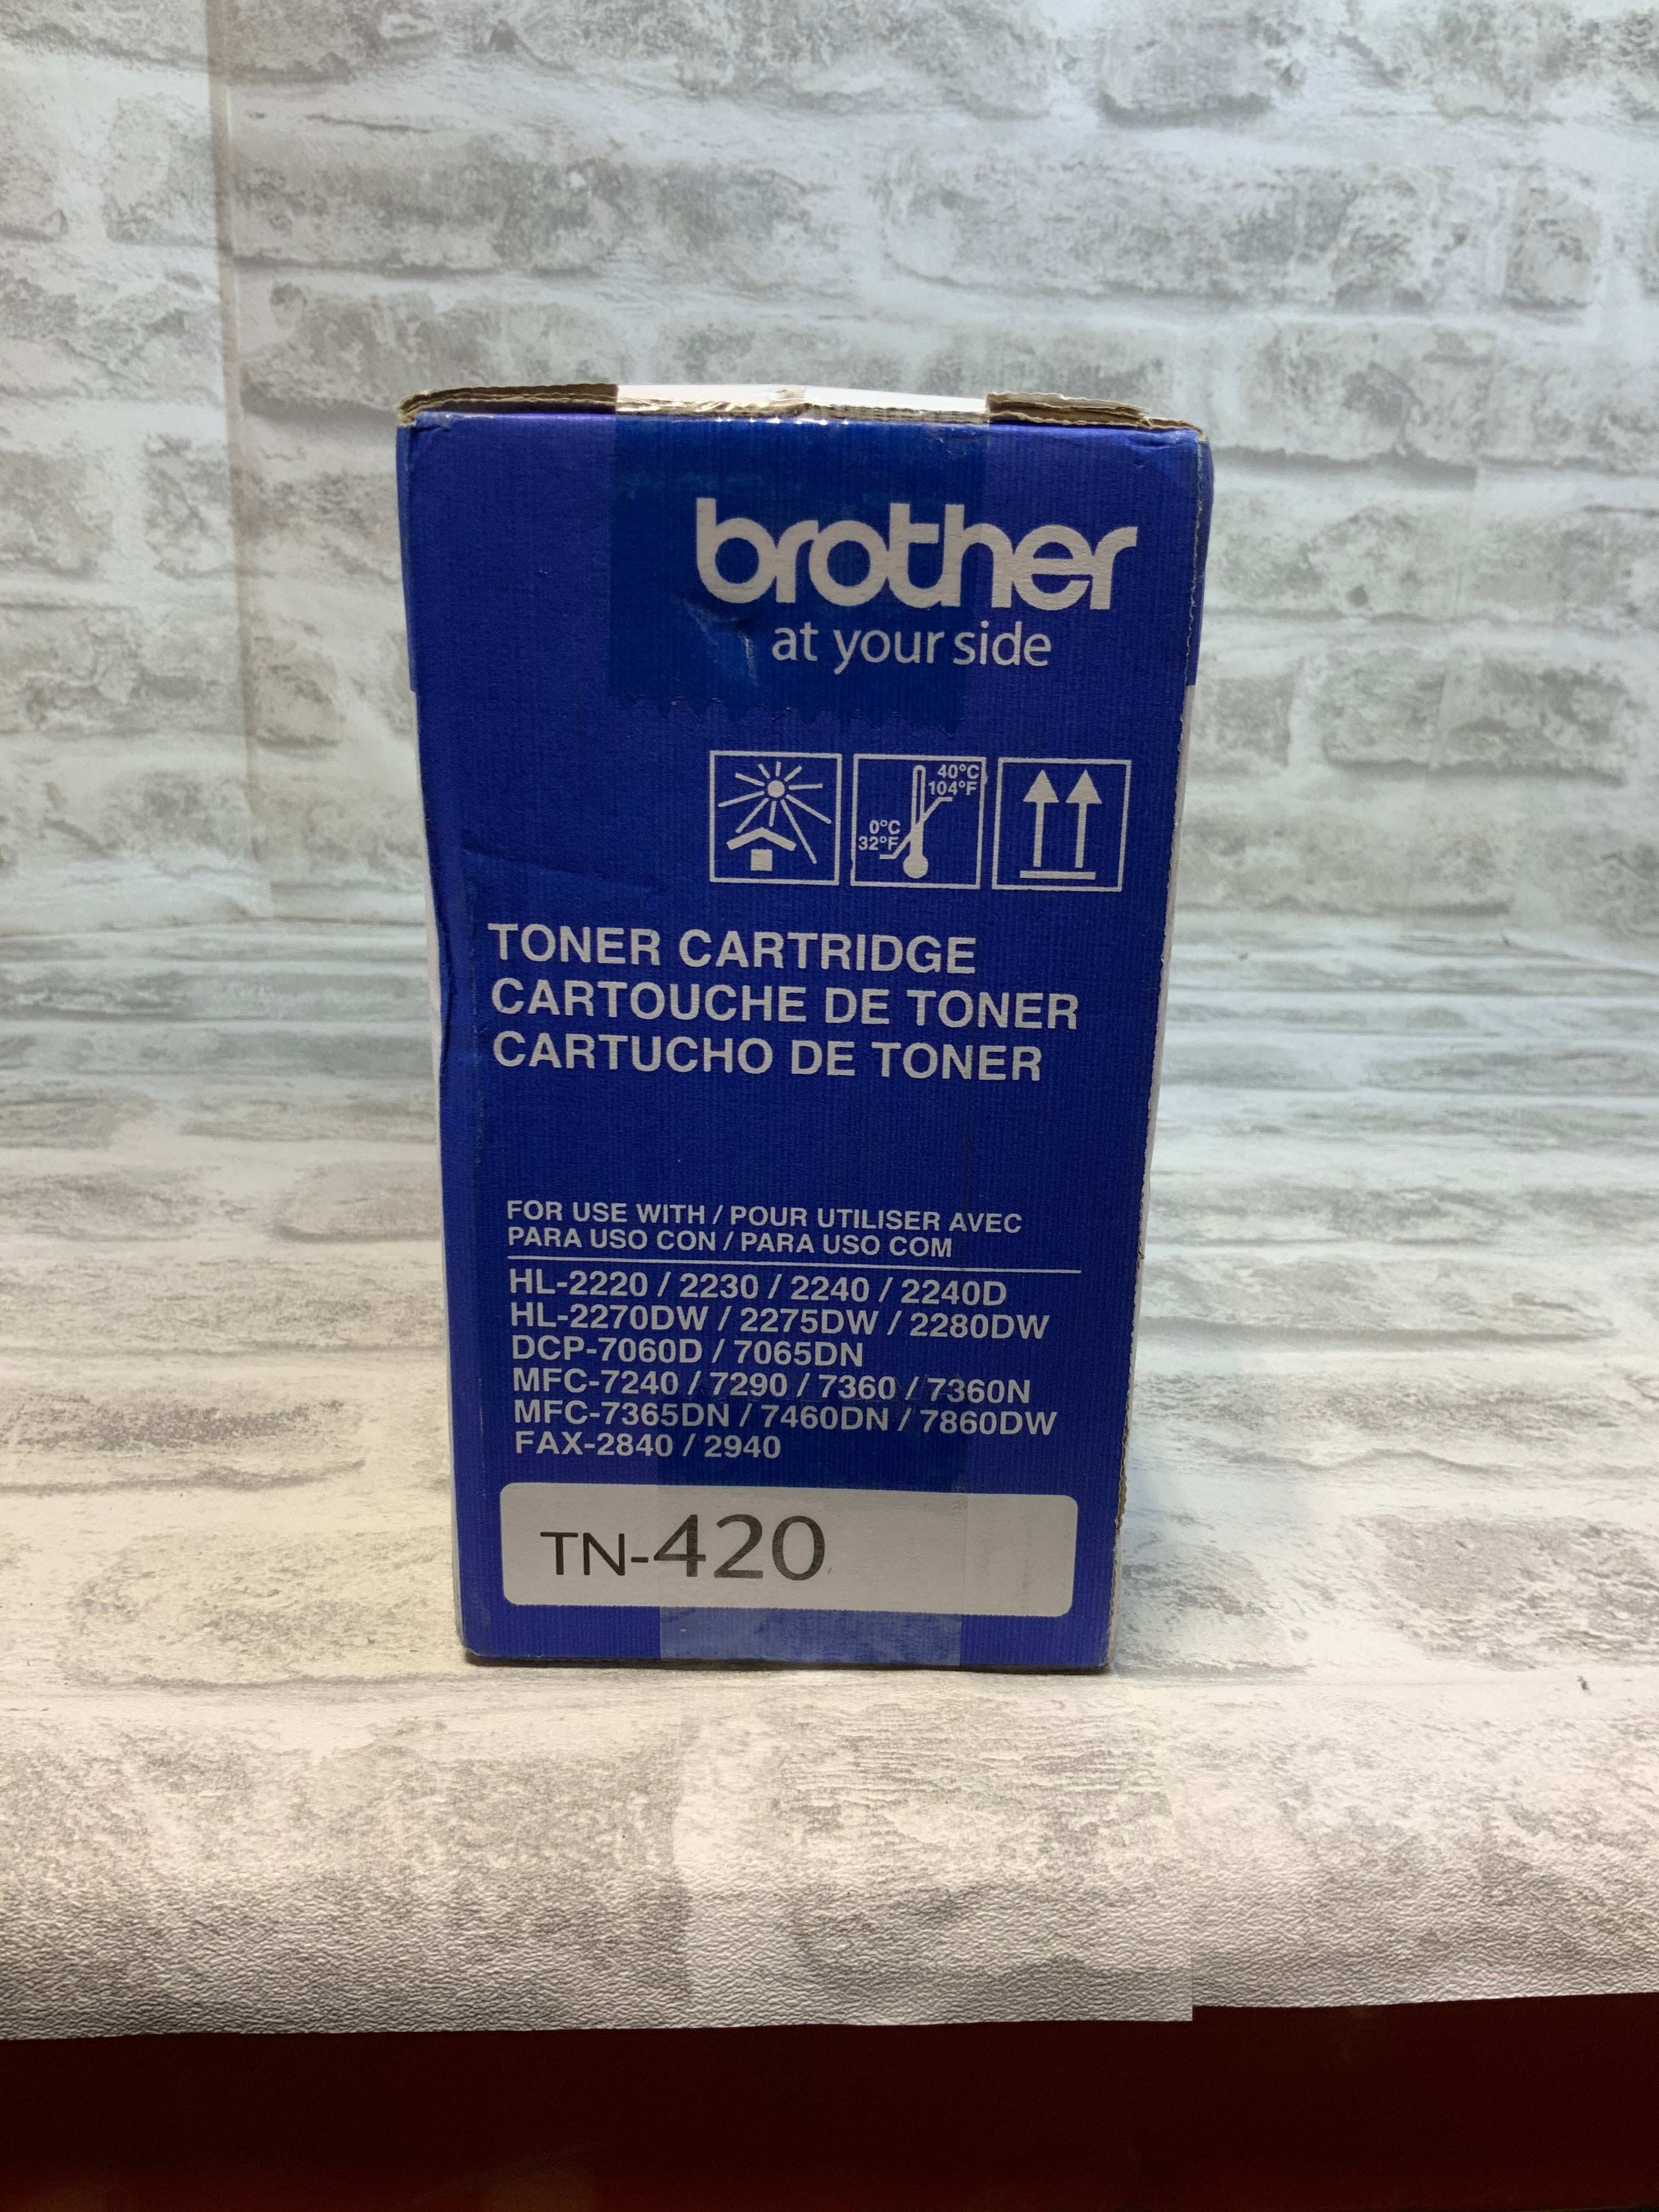 brother
at your side
40°C
104°F
0°C
32°F
TONER CARTRIDGE
CARTOUCHE DE TONER
CARTUCHO DE TONER
FOR USE WITH / POUR UTILISER AVEC
PARA USO CON / PARA USO COM
HL-2220 / 2230 / 2240 / 2240D
HL-2270DW / 2275DW / 2280DW
DCP-7060D / 7065DN
MFC-7240 / 7290 / 7360 / 7360N
MFC-7365DN / 7460DN / 7860DW
FAX-2840 / 2940
TN-420